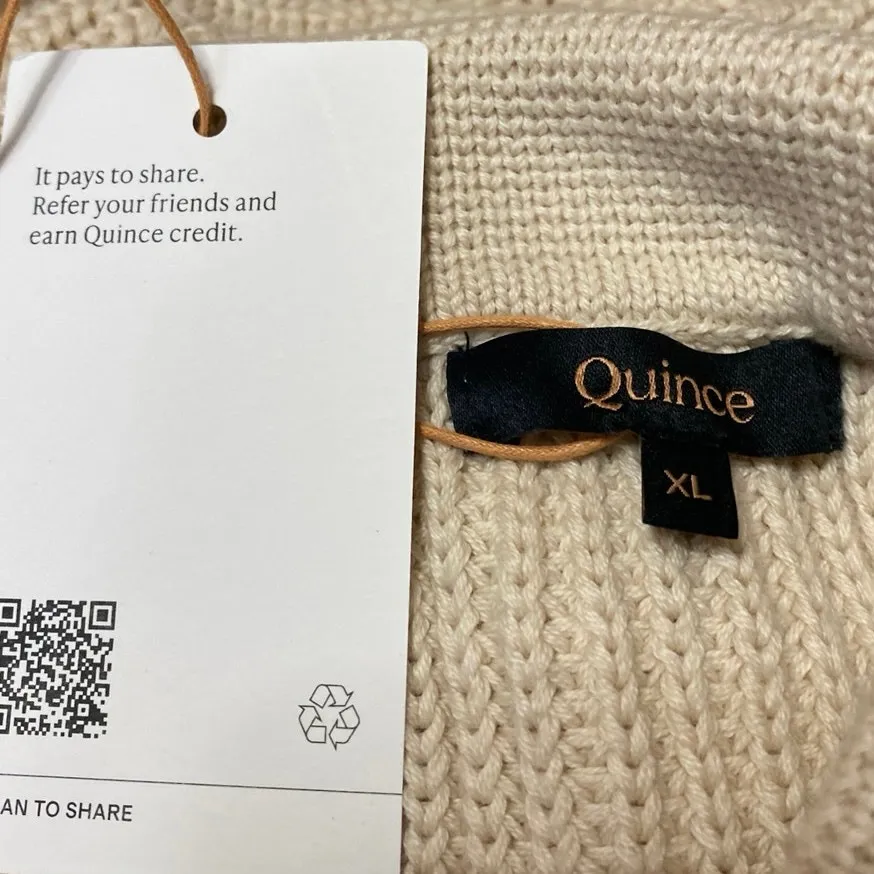 It pays to share.
Refer your friends and
earn Quince credit.
Quince
XL
AN TO SHARE